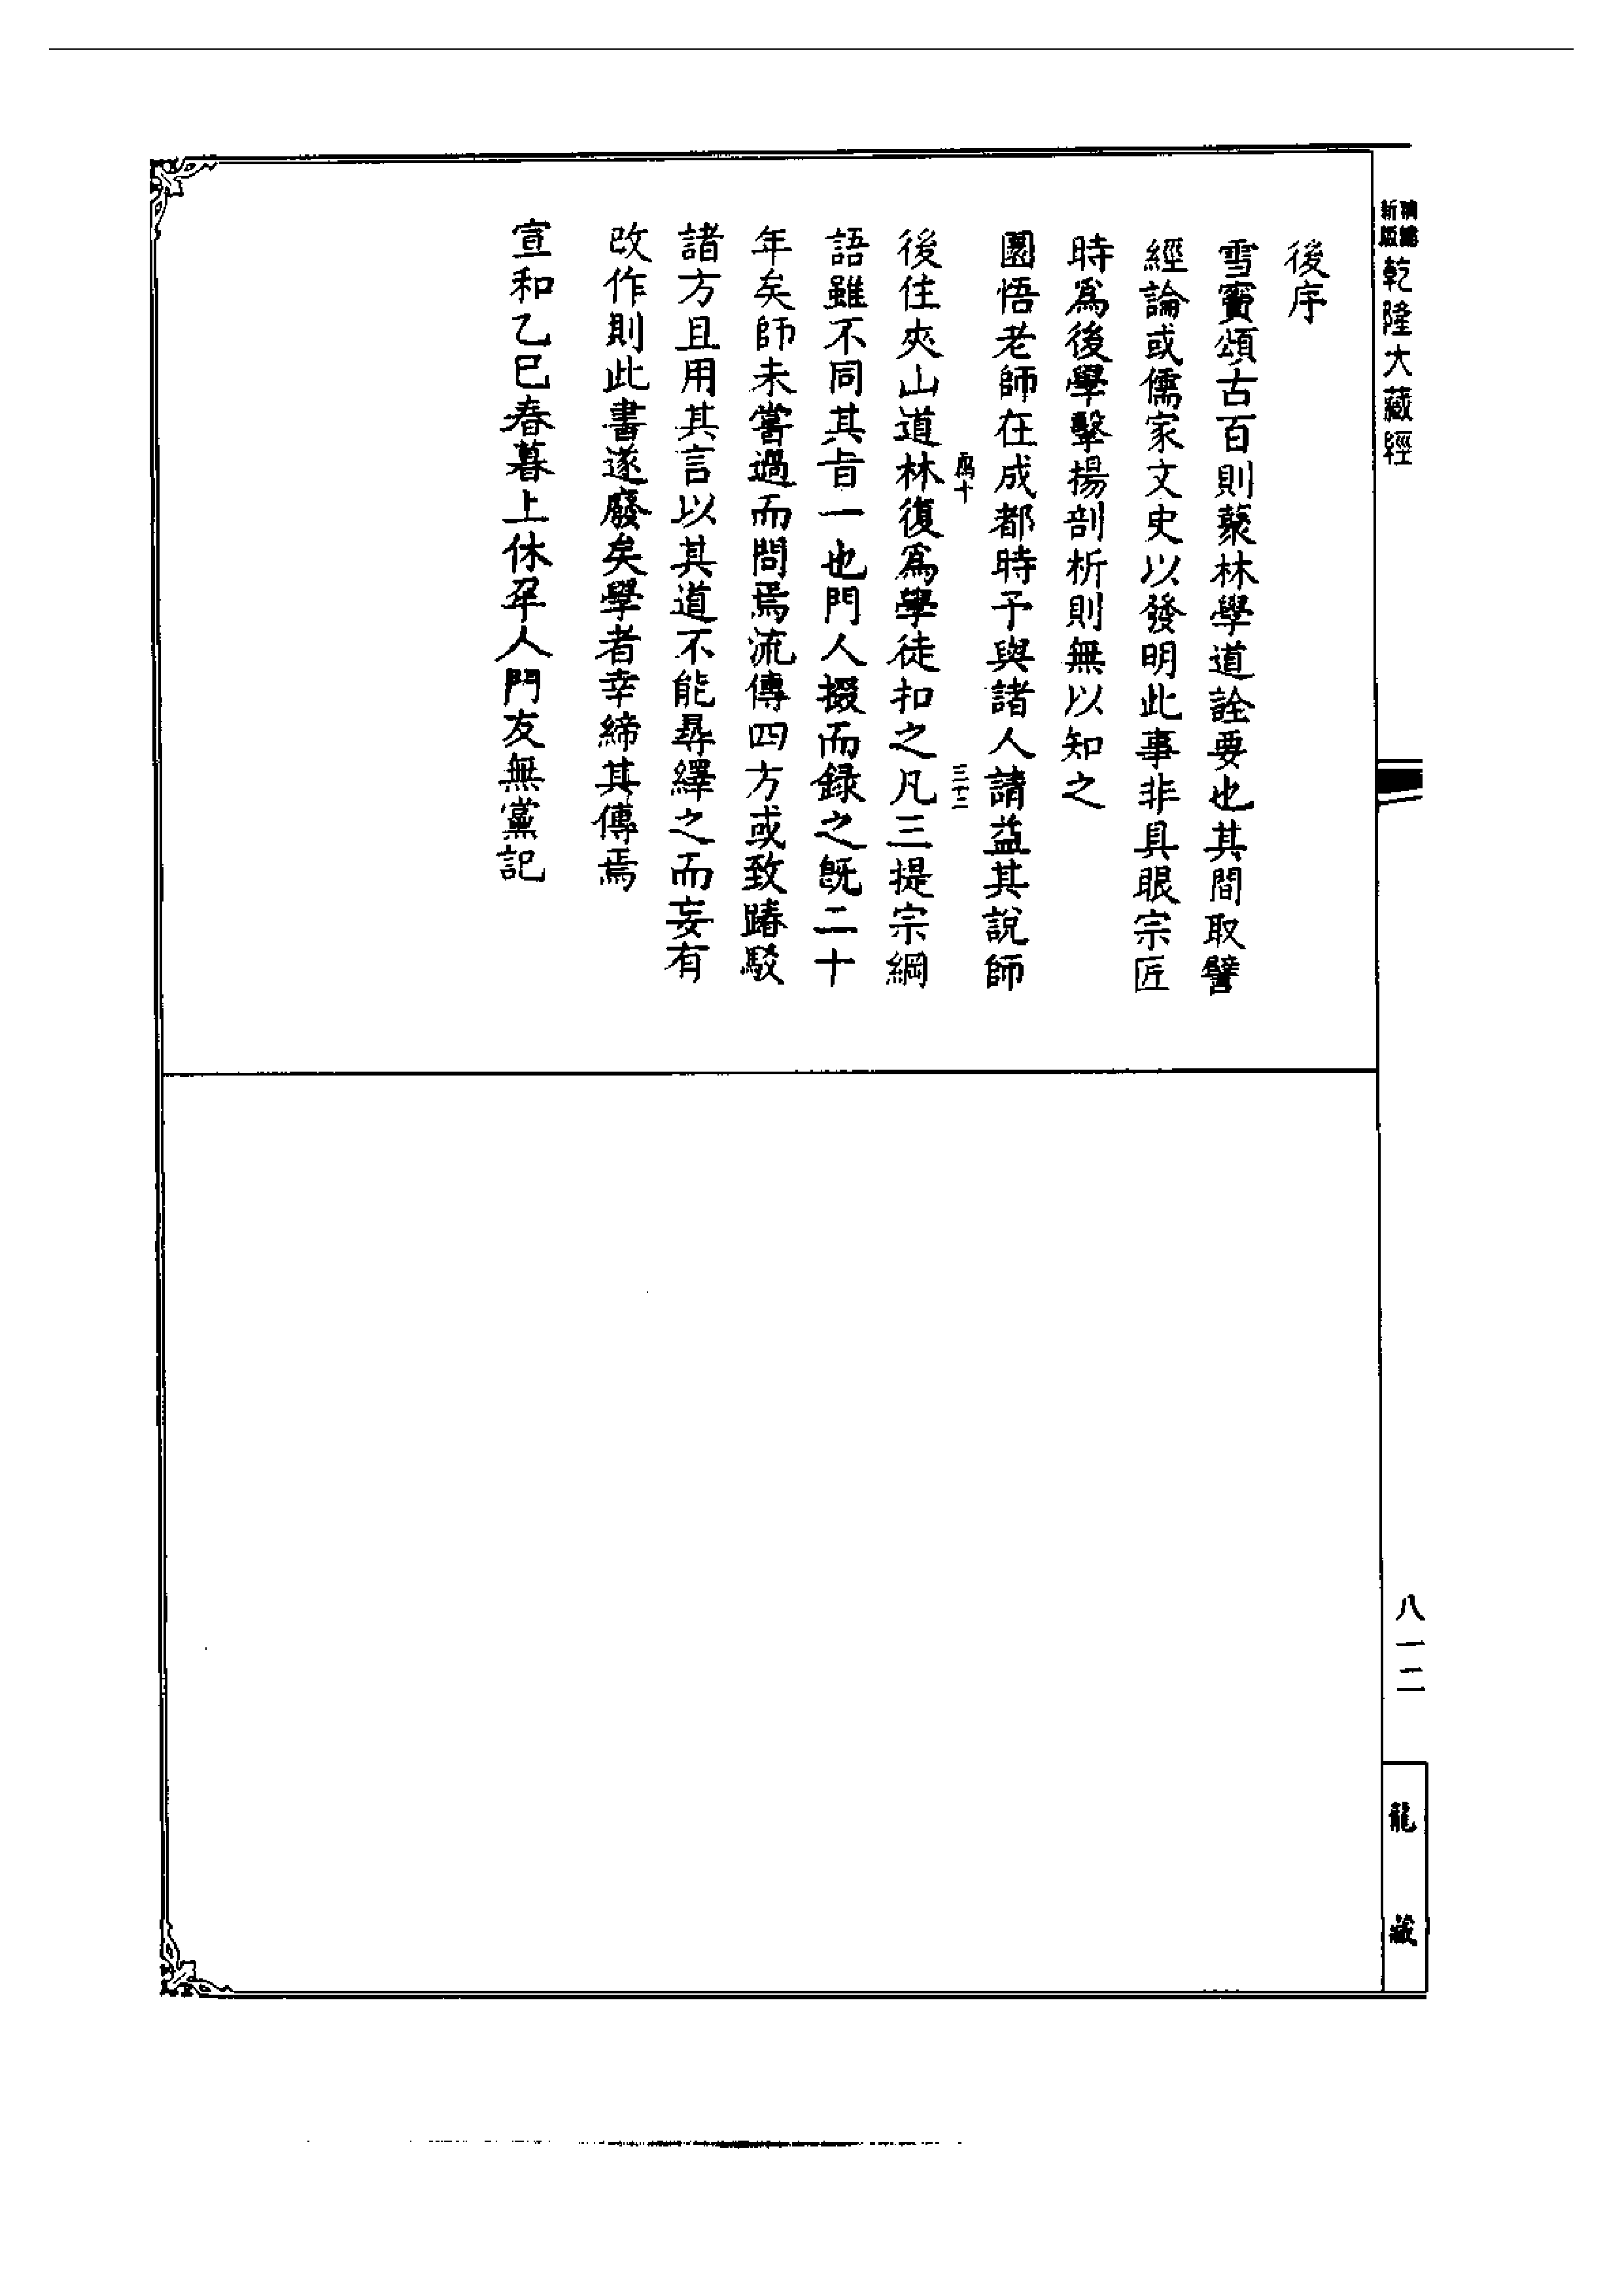 新版
乾隆大藏經
後序
雪竇頌古百則藂林學道詮要也其間取譬
經論或儒家文史以發明此事非具眼宗匠
時爲後學擊揚剖析則無以知之
圜悟老師在成都時予與諸人請益其說師
十
三十二
後住夾山道林復爲學徒扣之凡三提宗綱
語雖不同其旨一也門人掇而録之旣二十
年矣師未嘗過而問焉流傳四方或致踳駁
諸方且用其言以其道不能尋繹之而妄有
改作則此書遂廢矣學者幸諦其傳焉
宣和乙巳春暮上休冞人門友無黨記
八一二
龍藏